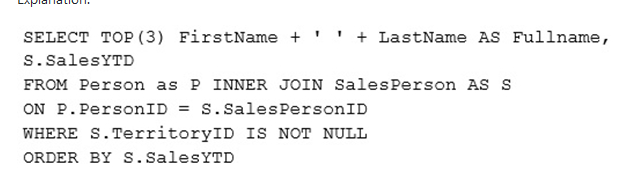 Explanation:
SELECT TOP(3) FirstName + ' ' + LastName AS Fullname,
S.SalesYTD
FROM Person as P INNER JOIN SalesPerson AS S
ON P.PersonID = S.SalesPersonID
WHERE S.TerritoryID IS NOT NULL
ORDER BY S.SalesYTD